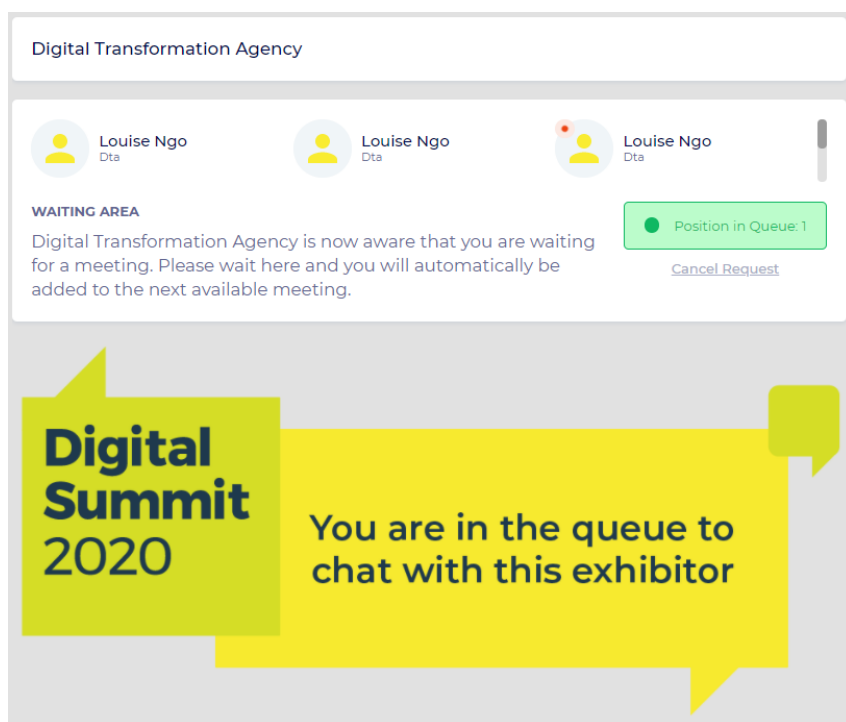 Digital Transformation Agency
Louise Ngo
Dta
Louise Ngo
Dta
Louise Ngo
Dta
WAITING AREA
Digital Transformation Agency is now aware that you are waiting
for a meeting. Please wait here and you will automatically be
added to the next available meeting.
Position in Queue: 1
Cancel Request
Digital
Summit
2020
You are in the queue to
chat with this exhibitor